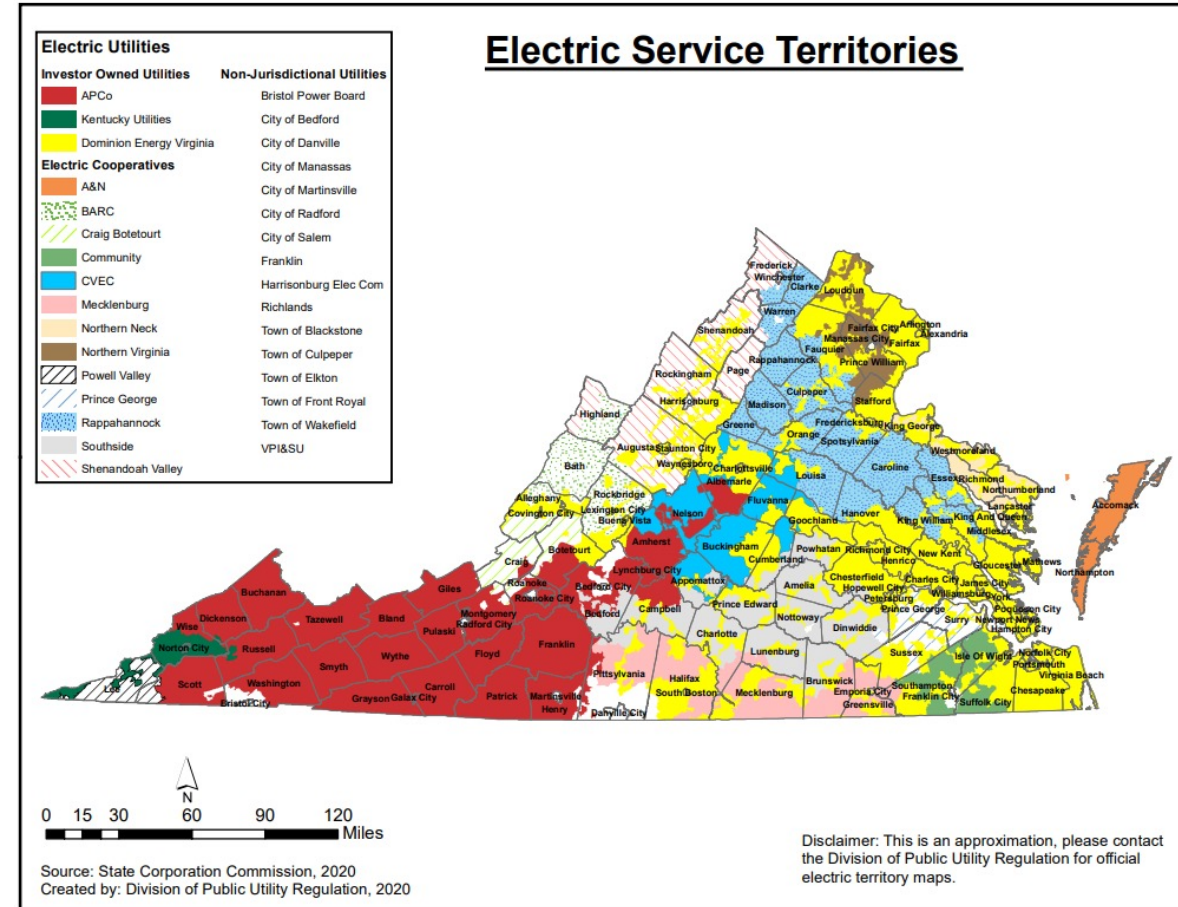 Electric Service Territories
Electric Utilities
Investor Owned Utilities
APCo
Kentucky Utilities
Dominion Energy Virginia
Electric Cooperatives
A&N
BARC
Craig Botetourt
Community
CVEC
Mecklenburg
Northern Neck
Northern Virginia
Powell Valley
Prince George
Rappahannock
Southside
Shenandoah Valley
Non-Jurisdictional Utilities
Bristol Power Board
City of Bedford
City of Danville
City of Manassas
City of Martinsville
City of Radford
City of Salem
Franklin
Harrisonburg Elec Com
Richlands
Town of Blackstone
Town of Culpeper
Town of Elkton
Town of Front Royal
Town of Wakefield
VPI&SU
Frederick
Winchester
Clarke
Loudoun
Warren
Shenandoah
Fairfax City
Arlington
Alexandria
Manassas City
Fairfax
Fauquier
Rappahannock
Prince William
Page
Rockingham
Culpeper
Stafford
Madison
Harrisonburg
Highland
Greene
Orange
Fredericksburg
King George
Spotsylvania
Augusta
Staunton City
Westmoreland
Waynesboro
Charlottsville
Louisa
Caroline
Bath
Albemarle
Essex
Richmond
Northumberland
Rockbridge
Fluvanna
Alleghany
Lexington City
Nelson
Hanover
Lancaster
Accomack
Covington City
Buena Vista
Goochland
King William
King And Queen
Middlesex
Amherst
Buckingham
Powhatan
Richmond City
Henrico
New Kent
Botetourt
Cumberland
Gloucester
Mathews
Craig
Lynchburg City
Appomattox
Amelia
Chesterfield
Charles City
James City
Northampton
Roanoke
Roanoke City
Bedford City
Hopewell City
Williamsburg
York
Buchanan
Giles
Bedford
Campbell
Prince Edward
Petersburg
Prince George
Poquoson City
Montgomery
Radford City
Nottoway
Surry
Newport News
Hampton City
Dickenson
Tazewell
Bland
Pulaski
Charlotte
Dinwiddie
Wise
Norton City
Russell
Wythe
Floyd
Franklin
Lunenburg
Sussex
Isle Of Wight
Norfolk City
Portsmouth
Lee
Scott
Washington
Smyth
Pittsylvania
Halifax
Brunswick
Southampton
Virginia Beach
Bristol City
Grayson
Galax City
Carroll
Patrick
Martinsville
Henry
South Boston
Mecklenburg
Emporia City
Greensville
Franklin City
Suffolk City
Chesapeake
Danville City
N
0 15 30 60 90 120
Miles
Source: State Corporation Commission, 2020
Created by: Division of Public Utility Regulation, 2020
Disclaimer: This is an approximation, please contact
the Division of Public Utility Regulation for official
electric territory maps.